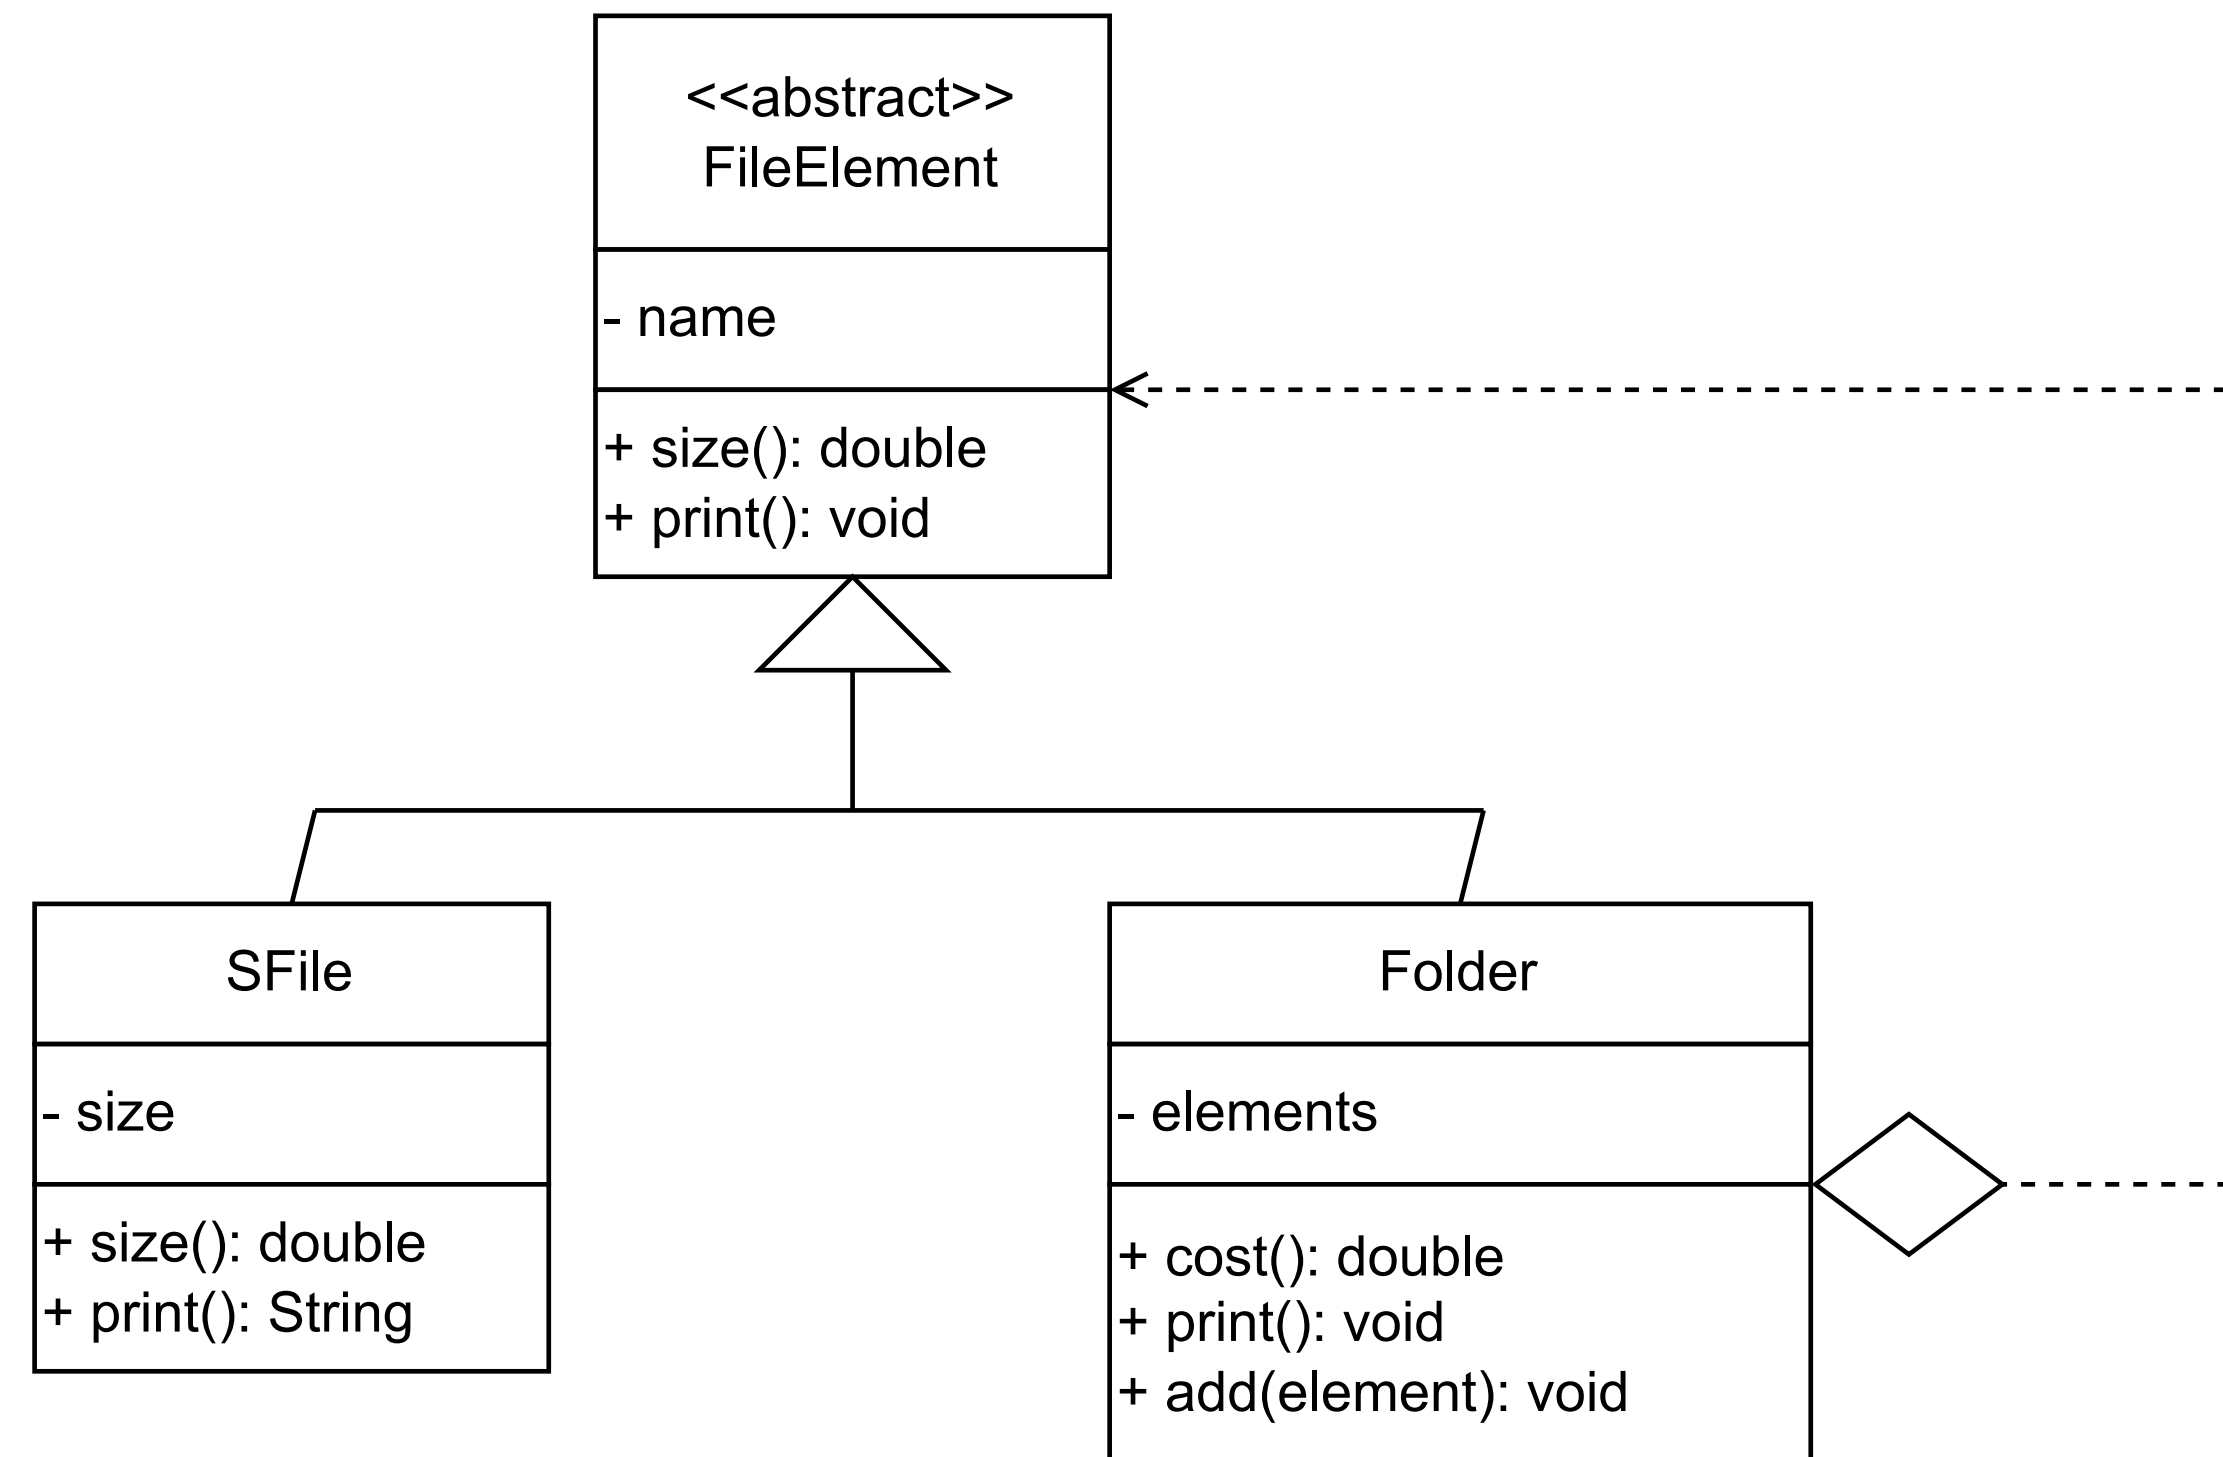 <<abstract>>
FileElement
- name
+ size(): double
+ print(): void
SFile
- size
+ size(): double
+ print(): String
Folder
- elements
+ cost(): double
+ print(): void
+ add(element): void